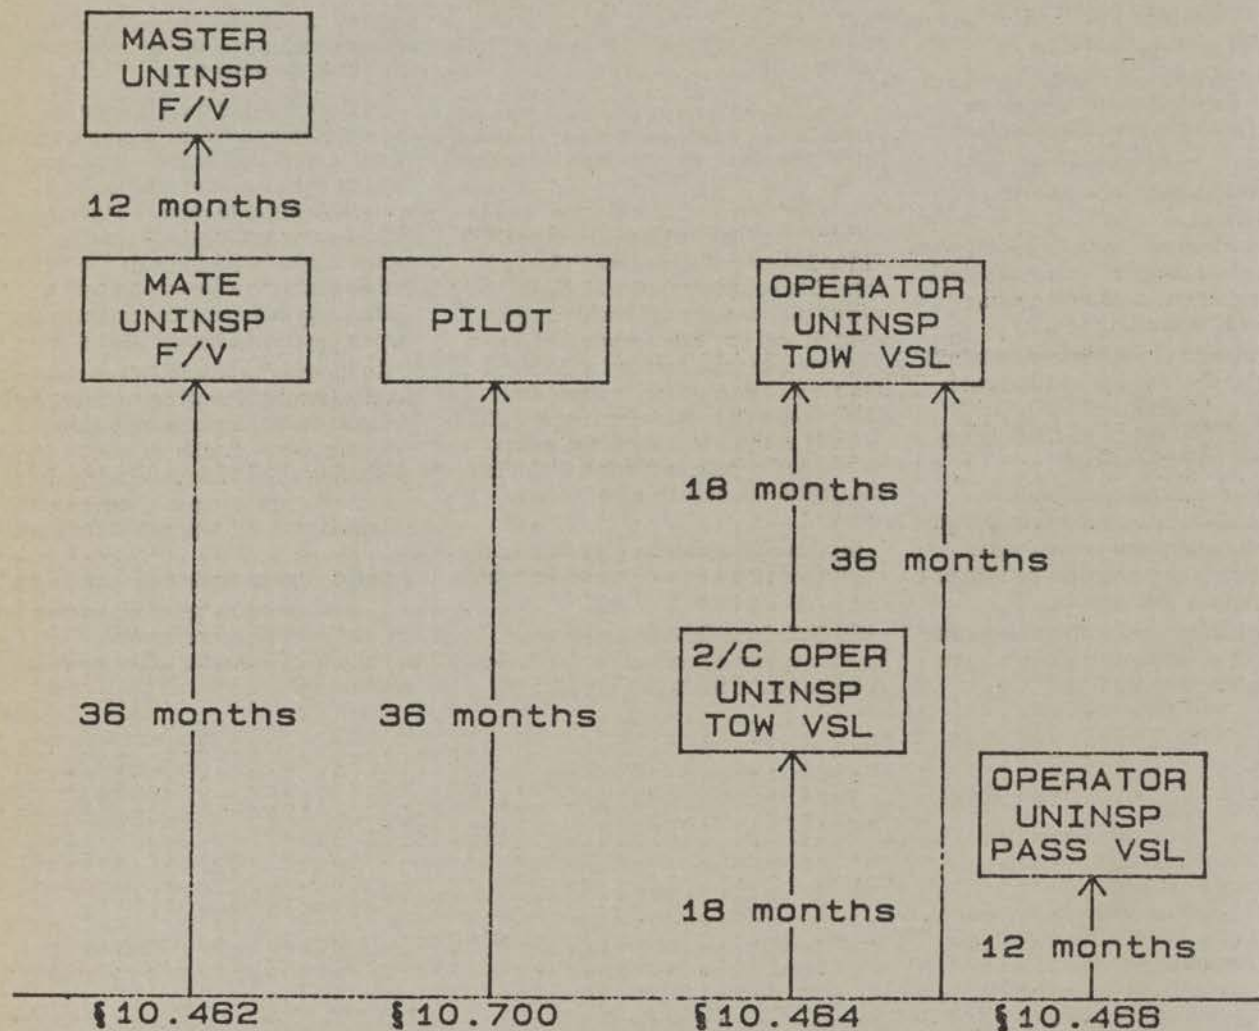 MASTER
UNINSP
F/V
12 months
MATE
UNINSP
F/V
PILOT
OPERATOR
UNINSP
TOW VSL
18 months
36 months
2/C OPER
UNINSP
TOW VSL
36 months
36 months
OPERATOR
UNINSP
PASS VSL
18 months
12 months
§10.462
§10.700
§10.464
§10.466